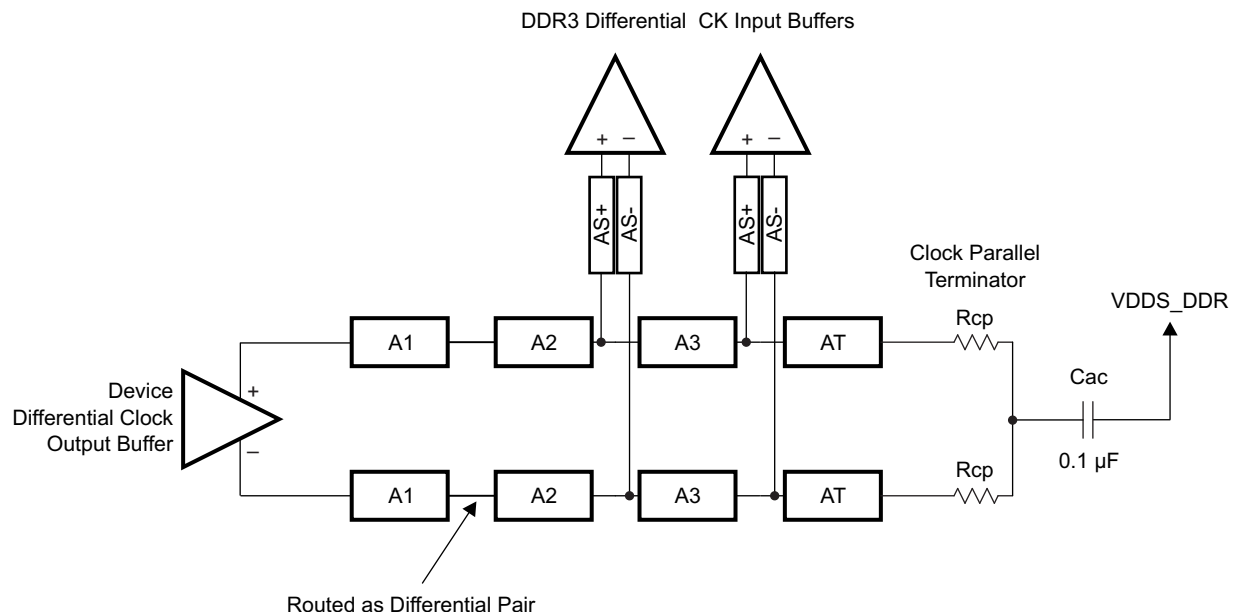 DDR3 Differential CK Input Buffers
+ − + −
AS+ AS- AS+ AS-
Clock Parallel
Terminator
VDDS_DDR
Rcp
A1 A2 A3 AT
Cac
Device
Differential Clock
Output Buffer
+
−
0.1 µF
Rcp
A1 A2 A3 AT
Routed as Differential Pair